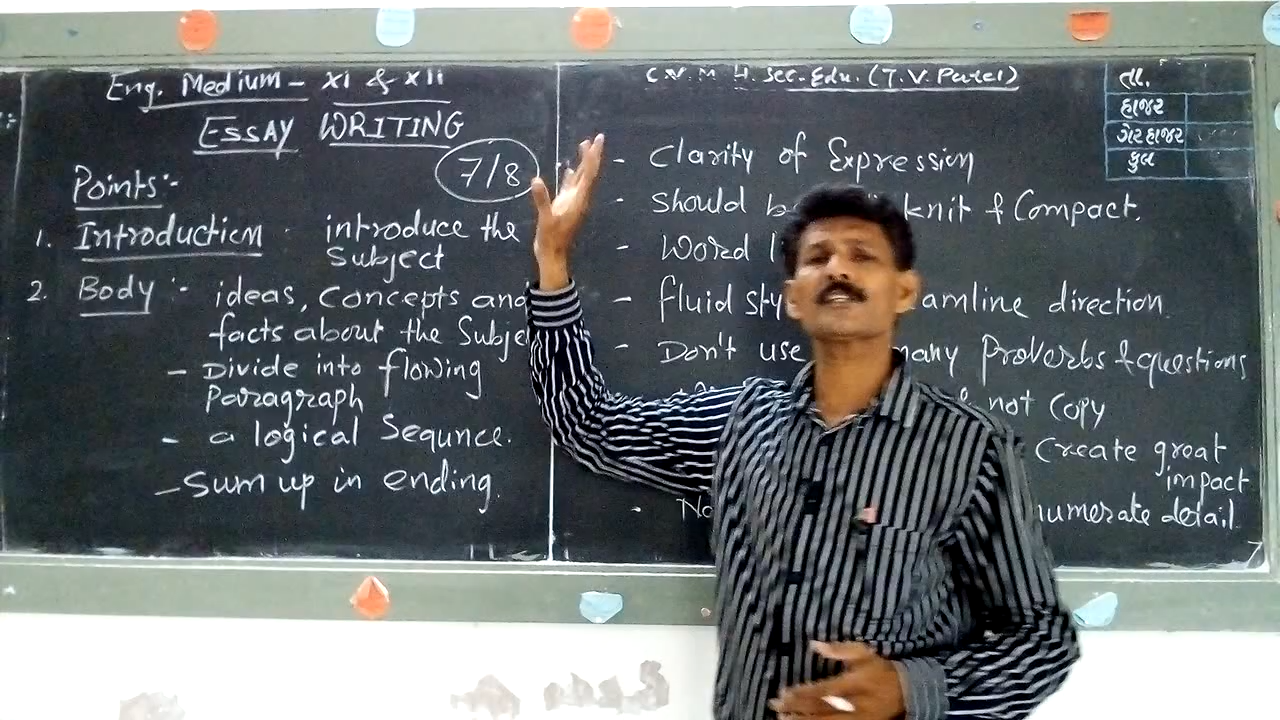 Eng. Medium - XI & XII
ESSAY WRITING
7/8
Points :-
1. Introduction : introduce the
Subject
2. Body :- ideas, concepts and
facts about the Subje
- Divide into flowing
Paragraph
- a logical Sequnce.
- Sum up in ending.
C.V.M. H. Sec. Edu. (T. V. Patel)
- Clarity of Expression
- Should knit & Compact.
- Word
- fluid amline direction
- Don't use many Proverbs & questions
not Copy
Create great
impact
- numerate detail
તા.
હાજર
ગેરહાજર
કુલ